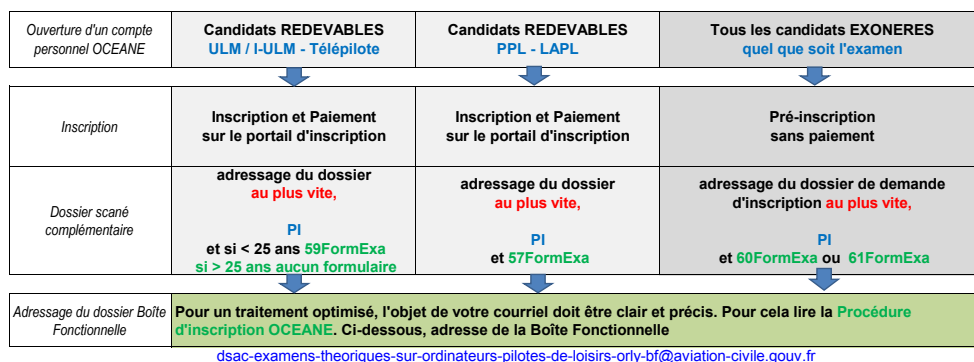 Ouverture d'un compte
personnel OCEANE
Candidats REDEVABLES
ULM / I-ULM - Télépilote
Candidats REDEVABLES
PPL - LAPL
Tous les candidats EXONERES
quel que soit l'examen
Inscription
Inscription et Paiement
sur le portail d'inscription
Inscription et Paiement
sur le portail d'inscription
Pré-inscription
sans paiement
Dossier scané
complémentaire
adressage du dossier
au plus vite,
PI
et si < 25 ans 59FormExa
si > 25 ans aucun formulaire
adressage du dossier
au plus vite,
PI
et 57FormExa
adressage du dossier de demande
d'inscription au plus vite,
PI
et 60FormExa ou 61FormExa
Adressage du dossier Boîte
Fonctionnelle
Pour un traitement optimisé, l'objet de votre courriel doit être clair et précis. Pour cela lire la Procédure
d'inscription OCEANE. Ci-dessous, adresse de la Boîte Fonctionnelle
dsac-examens-theoriques-sur-ordinateurs-pilotes-de-loisirs-orly-bf@aviation-civile.gouv.fr